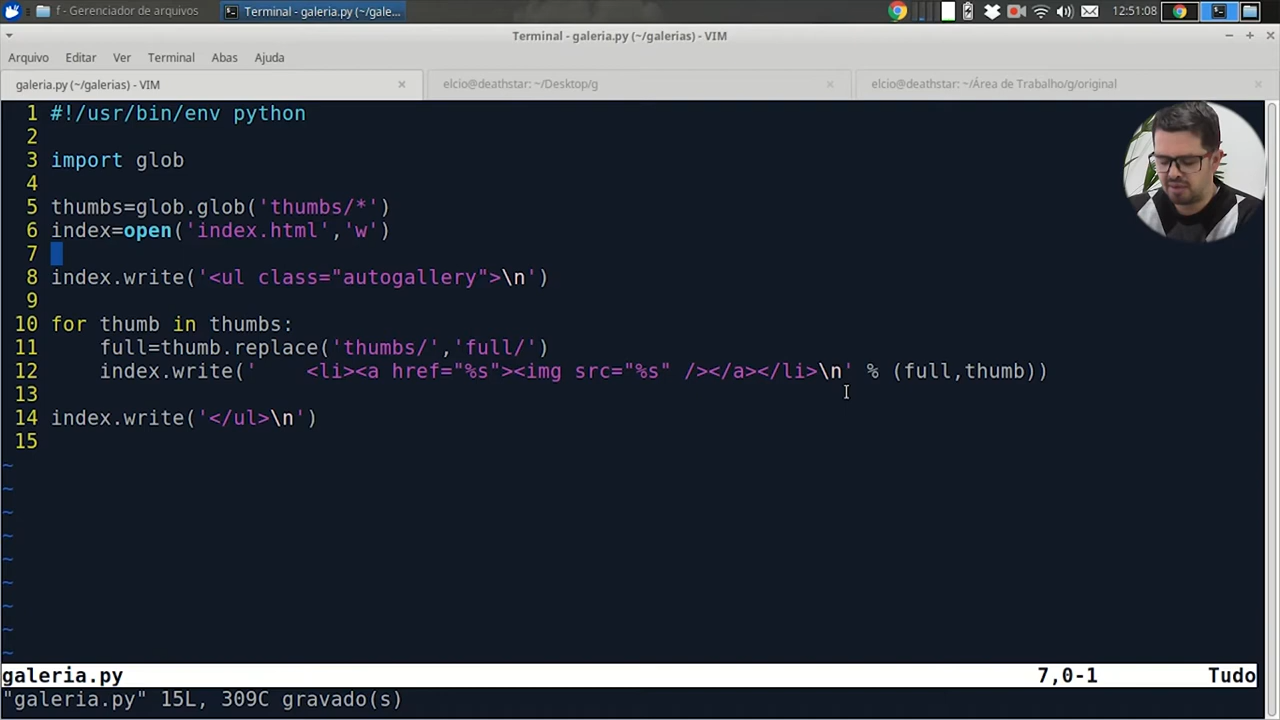 f - Gerenciador de arquivos
Terminal - galeria.py (~/gale...
12:51:08
Terminal - galeria.py (~/galerias) - VIM
Arquivo Editar Ver Terminal Abas Ajuda
galeria.py (~/galerias) - VIM
elcio@deathstar: ~/Desktop/g
elcio@deathstar: ~/Área de Trabalho/g/original
1 #!/usr/bin/env python
2
3 import glob
4
5 thumbs=glob.glob('thumbs/*')
6 index=open('index.html','w')
7
8 index.write('<ul class="autogallery">\n')
9
10 for thumb in thumbs:
11     full=thumb.replace('thumbs/','full/')
12     index.write('    <li><a href="%s"><img src="%s" /></a></li>\n' % (full,thumb))
13
14 index.write('</ul>\n')
15
~
~
~
~
~
~
~
~
~
galeria.py 7,0-1 Tudo
"galeria.py" 15L, 309C gravado(s)